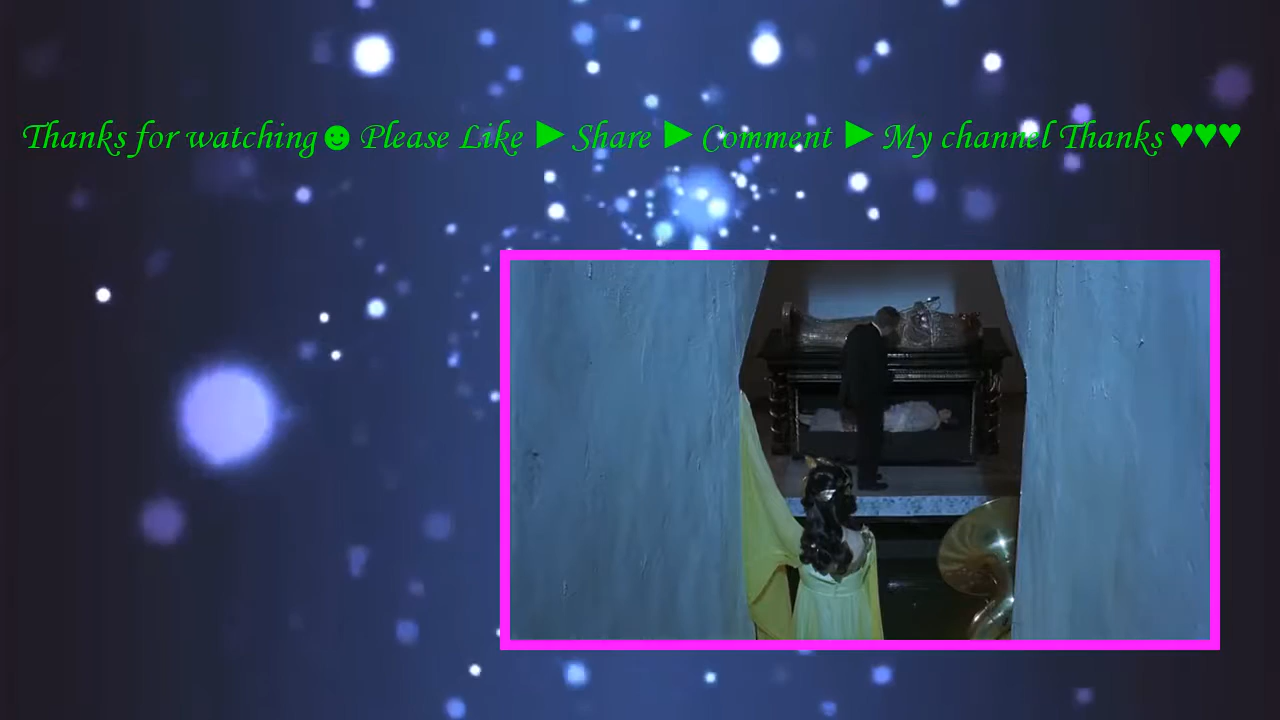 Thanks for watching☻Please Like ► Share ► Comment ► My channel Thanks ♥♥♥